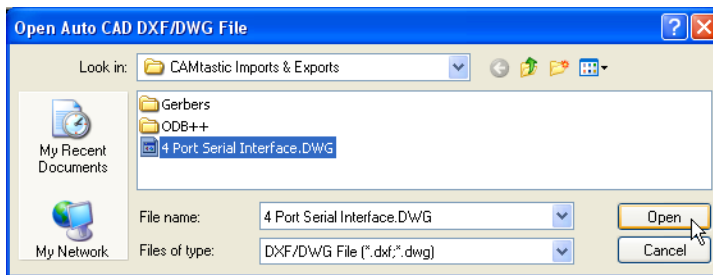 Open Auto CAD DXF/DWG File
Look in: CAMtastic Imports & Exports
Gerbers
ODB++
4 Port Serial Interface.DWG
My Recent
Documents
My Network
File name: 4 Port Serial Interface.DWG Open
Files of type: DXF/DWG File (*.dxf;*.dwg) Cancel